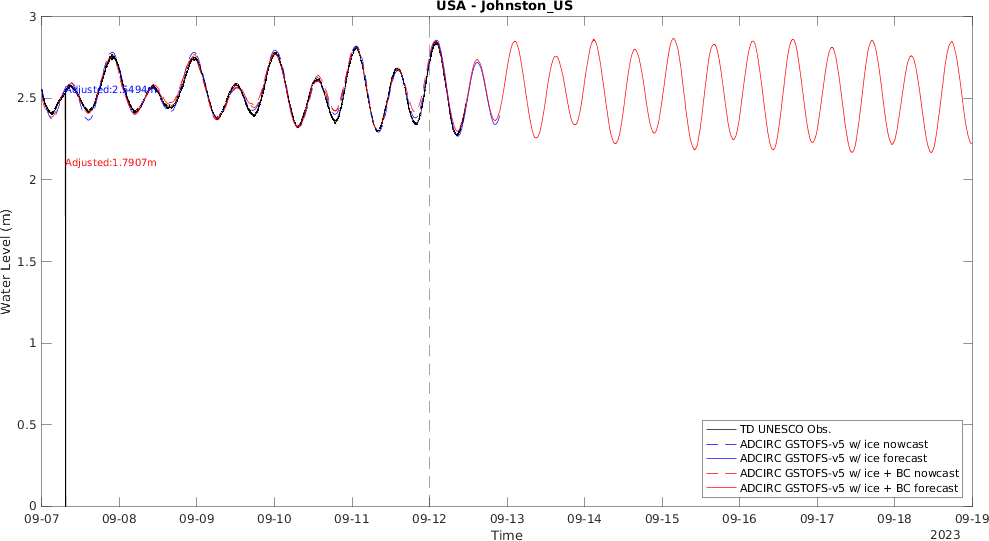 USA - Johnston_US
3
2.5
2
1.5
1
0.5
0
Water Level (m)
Adjusted:1.7907m
TD UNESCO Obs.
ADCIRC GSTOFS-v5 w/ ice nowcast
ADCIRC GSTOFS-v5 w/ ice forecast
ADCIRC GSTOFS-v5 w/ ice + BC nowcast
ADCIRC GSTOFS-v5 w/ ice + BC forecast
09-07 09-08 09-09 09-10 09-11 09-12 09-13 09-14 09-15 09-16 09-17 09-18 09-19
Time
2023